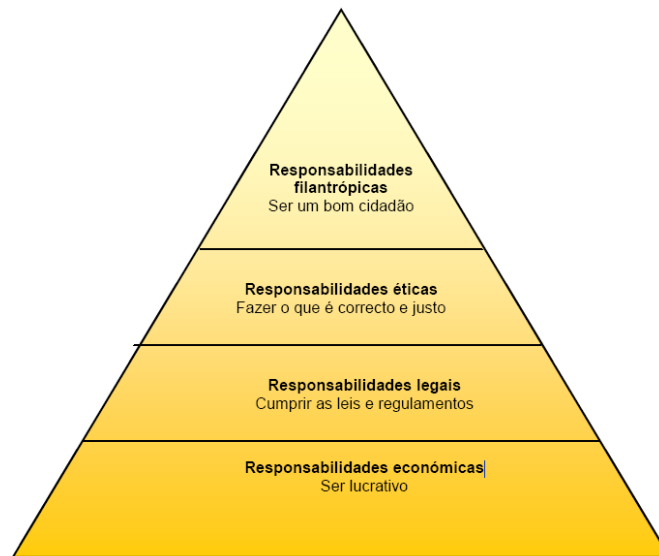 Responsabilidades
filantrópicas
Ser um bom cidadão
Responsabilidades éticas
Fazer o que é correcto e justo
Responsabilidades legais
Cumprir as leis e regulamentos
Responsabilidades económicas
Ser lucrativo